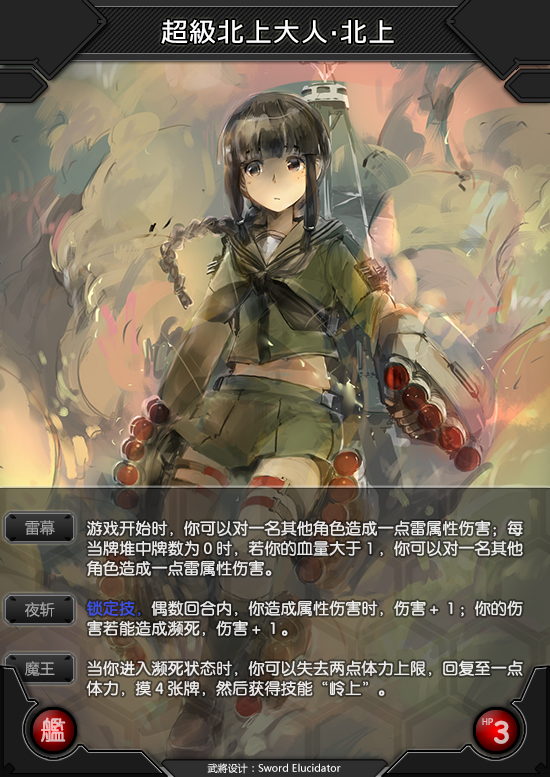 超級北上大人·北上
雷幕
游戏开始时，你可以对一名其他角色造成一点雷属性伤害；每
当牌堆中牌数为0时，若你的血量大于1，你可以对一名其他
角色造成一点雷属性伤害。
夜斩
锁定技，偶数回合内，你造成属性伤害时，伤害+1；你的伤
害若能造成濒死，伤害+1。
魔王
当你进入濒死状态时，你可以失去两点体力上限，回复至一点
体力，摸4张牌，然后获得技能“岭上”。
艦
HP 3
武將设计：Sword Elucidator